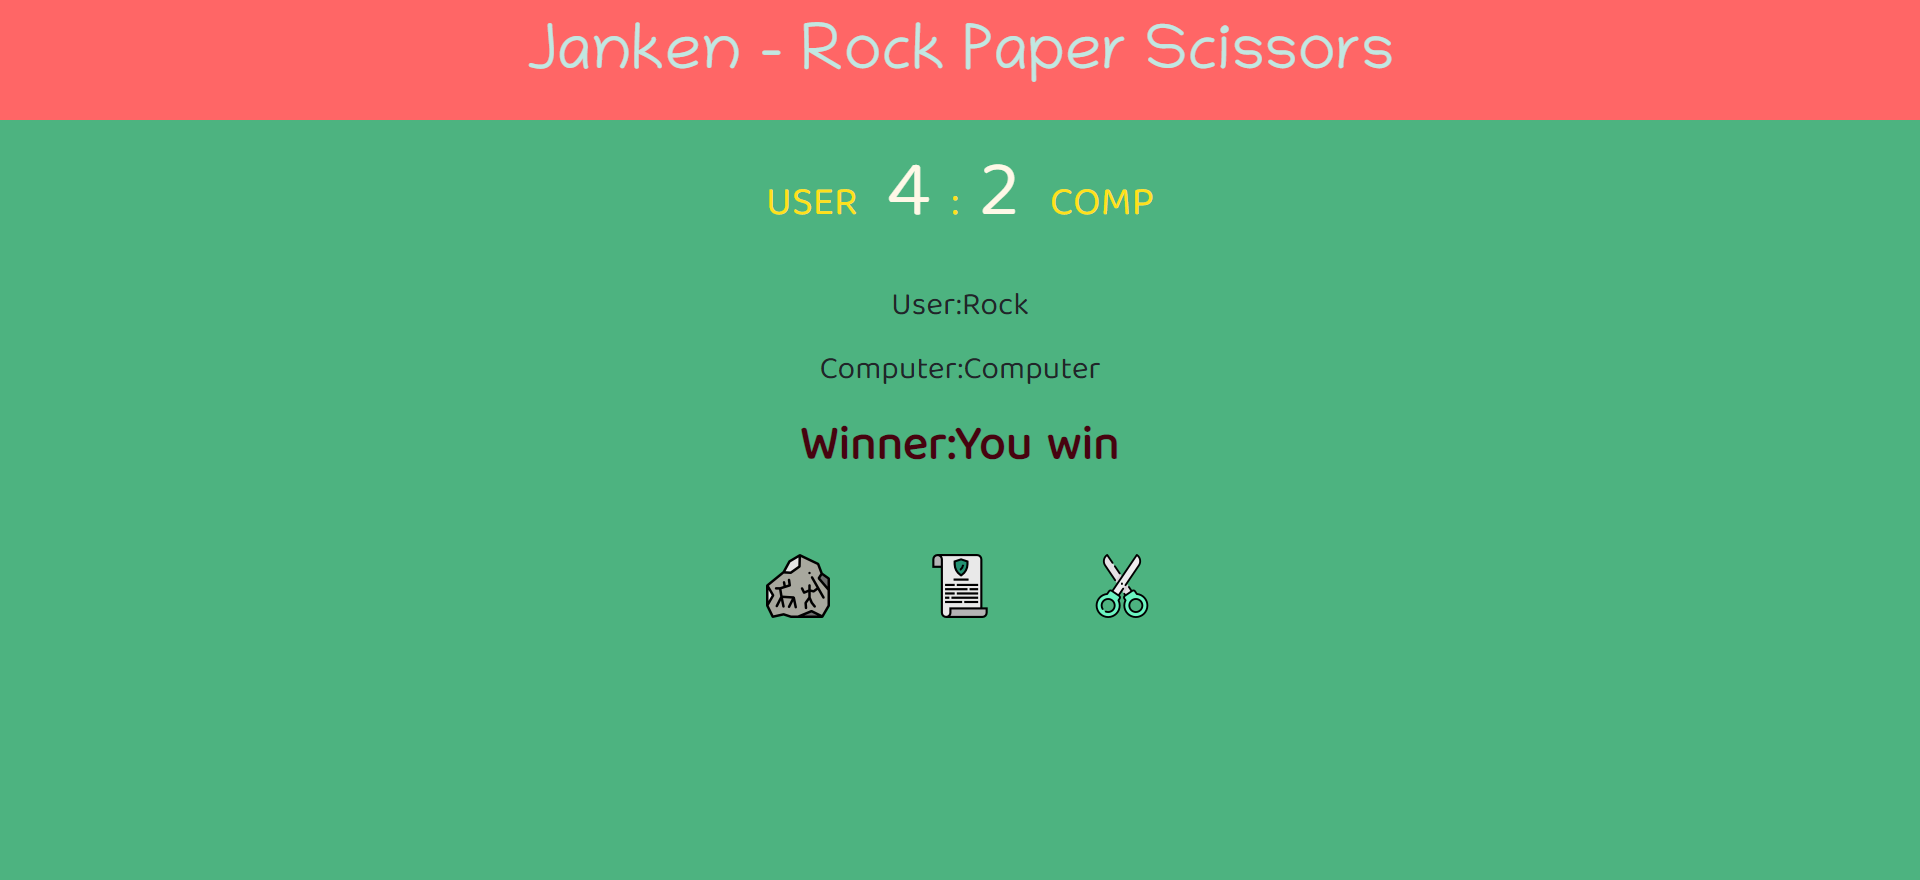 Janken - Rock Paper Scissors
USER 4 : 2 COMP
User:Rock
Computer:Computer
Winner:You win